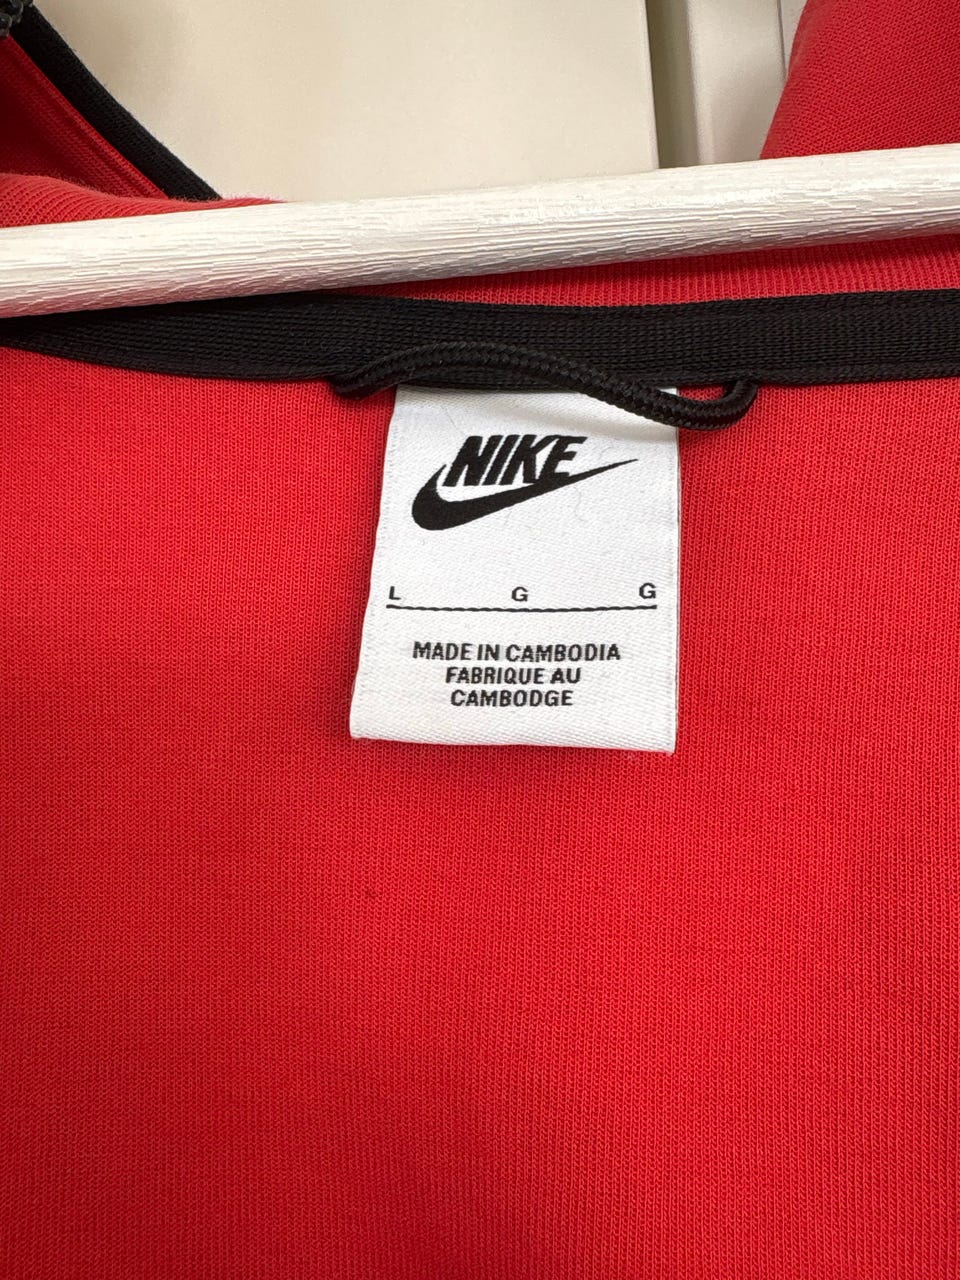 NIKE
L G G
MADE IN CAMBODIA
FABRIQUE AU
CAMBODGE